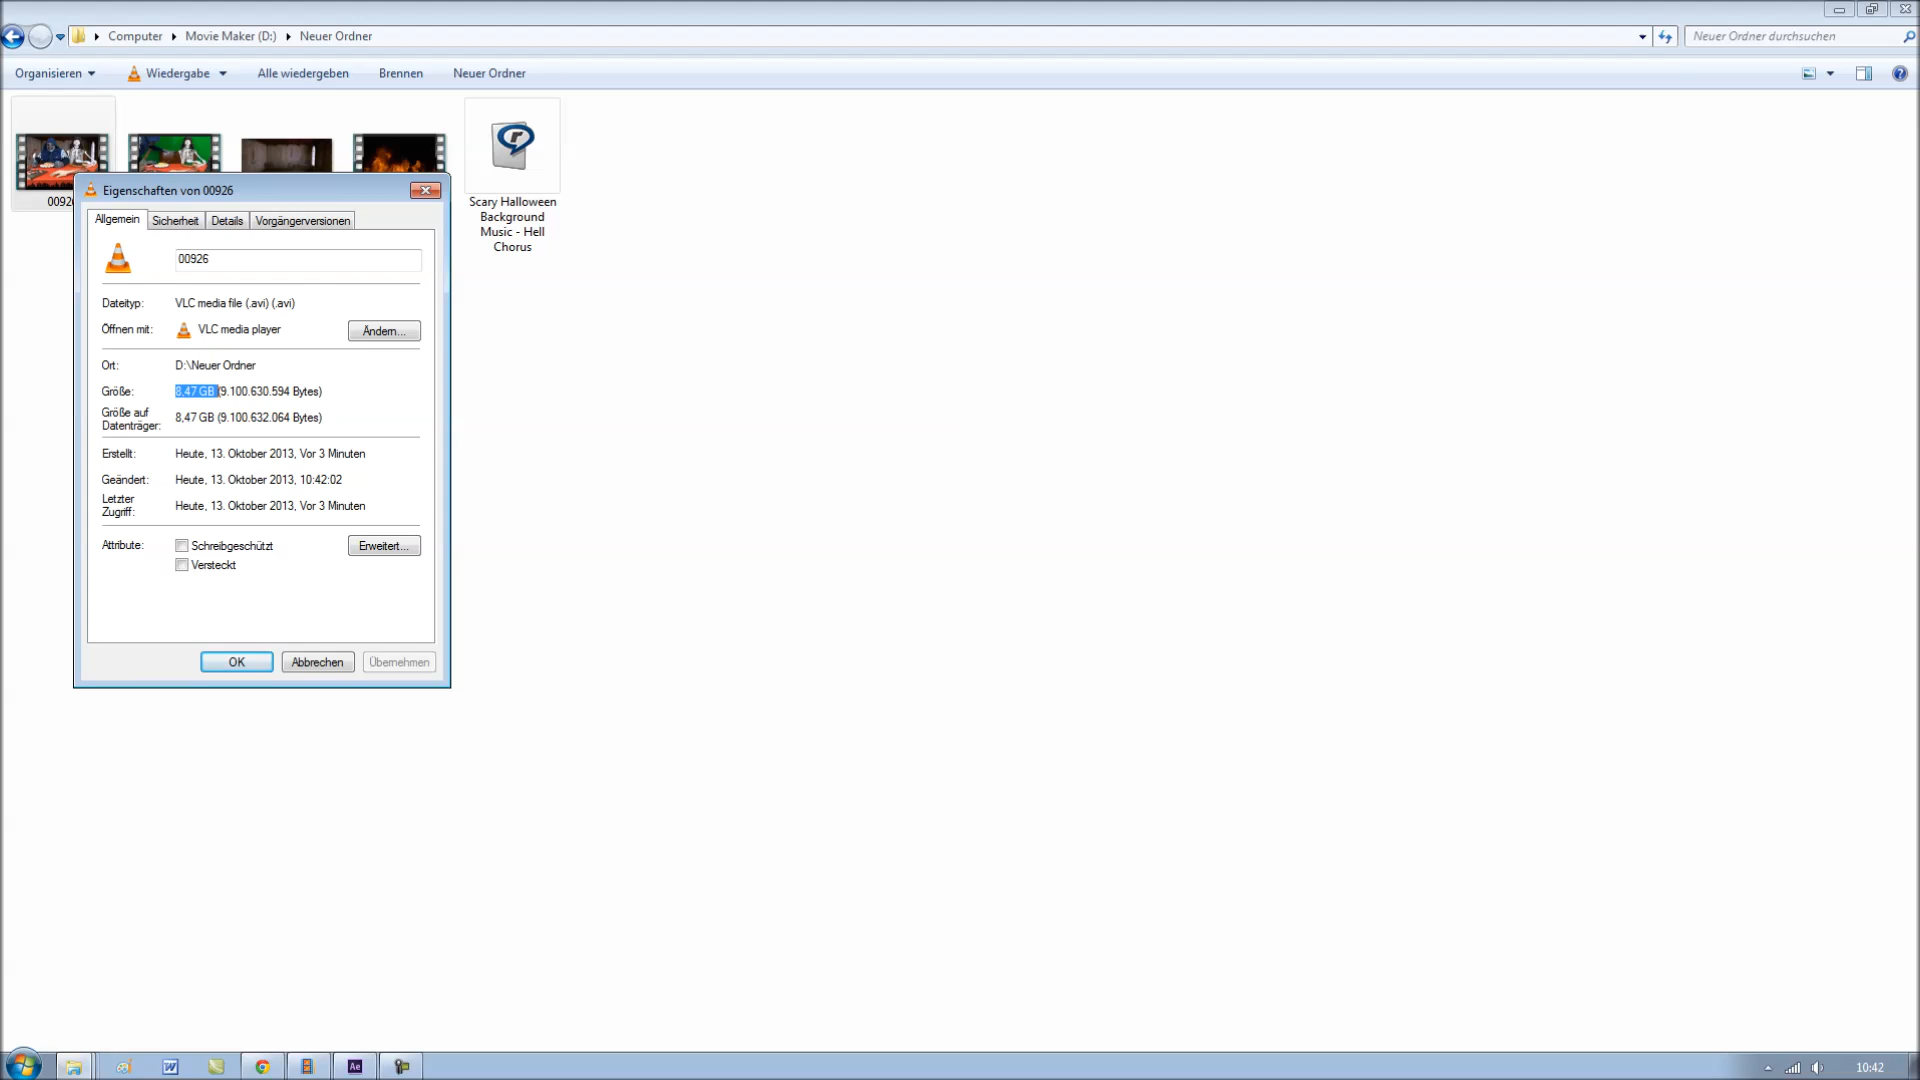 Computer Movie Maker (D:) Neuer Ordner
Neuer Ordner durchsuchen
Organisieren Wiedergabe Alle wiedergeben Brennen Neuer Ordner
00926
Scary Halloween
Background
Music - Hell
Chorus
Eigenschaften von 00926
Allgemein Sicherheit Details Vorgängerversionen
00926
Dateityp: VLC media file (.avi) (.avi)
Öffnen mit: VLC media player Ändern...
Ort: D:\Neuer Ordner
Größe: 8,47 GB (9.100.630.594 Bytes)
Größe auf
Datenträger: 8,47 GB (9.100.632.064 Bytes)
Erstellt: Heute, 13. Oktober 2013, Vor 3 Minuten
Geändert: Heute, 13. Oktober 2013, 10:42:02
Letzter
Zugriff: Heute, 13. Oktober 2013, Vor 3 Minuten
Attribute: Schreibgeschützt Erweitert...
Versteckt
OK Abbrechen Übernehmen
W Ae 10:42